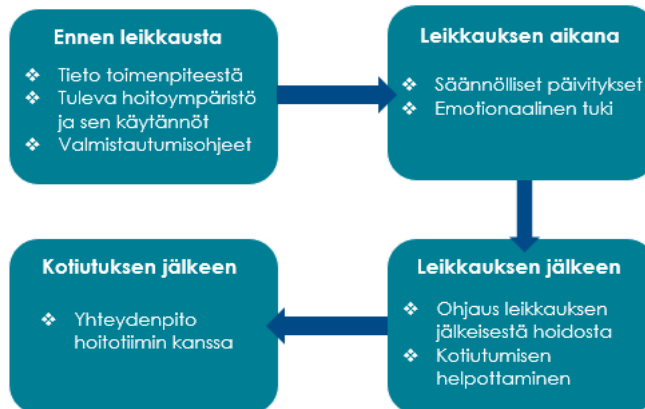 Ennen leikkausta
❖ Tieto toimenpiteestä
❖ Tuleva hoitoympäristö
ja sen käytännöt
❖ Valmistautumisohjeet
Leikkauksen aikana
❖ Säännölliset päivitykset
❖ Emotionaalinen tuki
Leikkauksen jälkeen
❖ Ohjaus leikkauksen
jälkeisestä hoidosta
❖ Kotiutumisen
helpottaminen
Kotiutuksen jälkeen
❖ Yhteydenpito
hoitotiimin kanssa